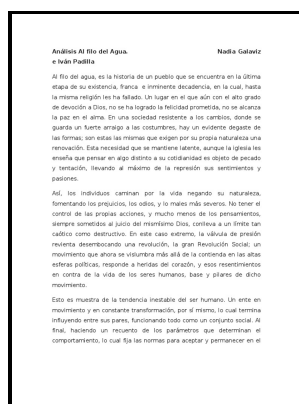 Análisis Al filo del Agua. Nadia Galaviz
e Iván Padilla
Al filo del agua, es la historia de un pueblo que se encuentra en la última
etapa de su existencia, franca e inminente decadencia, en la cual, hasta
la misma religión les ha fallado. Un lugar en el que aún con el alto grado
de devoción a Dios, no se ha logrado la felicidad prometida, no se alcanza
la paz en el alma. En una sociedad resistente a los cambios, donde se
guarda un fuerte arraigo a las costumbres, hay un evidente degaste de
las formas; son estas las mismas que exigen por su propia naturaleza una
renovación. Esta necesidad que se mantiene latente, aunque la iglesia les
enseña que pensar en algo distinto a su cotidianidad es objeto de pecado
y tentación, llevando al máximo de la represión sus sentimientos y
pasiones.
Así, los individuos caminan por la vida negando su naturaleza,
fomentando los prejuicios, los odios, y lo males más severos. No tener el
control de las propias acciones, y mucho menos de los pensamientos,
siempre sometidos al juicio del mismísimo Dios, conlleva a un límite tan
caótico como destructivo. En este caso extremo, la válvula de presión
revienta desembocando una revolución, la gran Revolución Social; un
movimiento que ahora se vislumbra más allá de la contienda en las altas
esferas políticas, responde a heridas del corazón, y esos resentimientos
en contra de la vida de los seres humanos, base y pilares de dicho
movimiento.
Esto es muestra de la tendencia inestable del ser humano. Un ente en
movimiento y en constante transformación, por sí mismo, lo cual termina
influyendo entre sus pares, funcionando todo como un conjunto social. Al
final, haciendo un recuento de los parámetros que determinan el
comportamiento, lo cual fija las normas para aceptar y permanecer en el